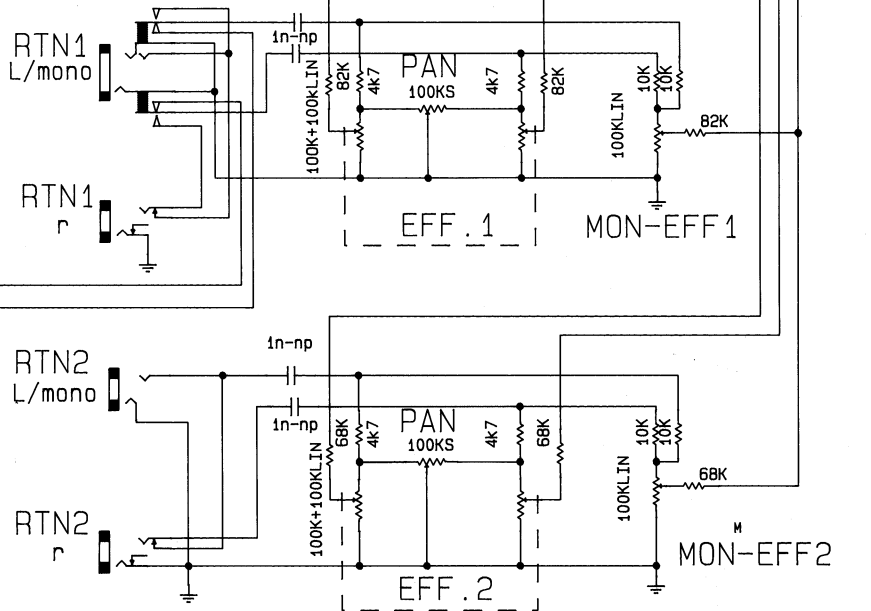 RTN1
L/mono
1n-np
82K
4k7
PAN
100KS
4k7
82K
10K
10K
100K+100kLIN
100KLIN
82K
RTN1
r
EFF.1
MON-EFF1
RTN2
L/mono
1n-np
1n-np
68K
4k7
PAN
100KS
4k7
68K
10K
10K
100K+100KLIN
100KLIN
68K
RTN2
r
M
MON-EFF2
EFF.2